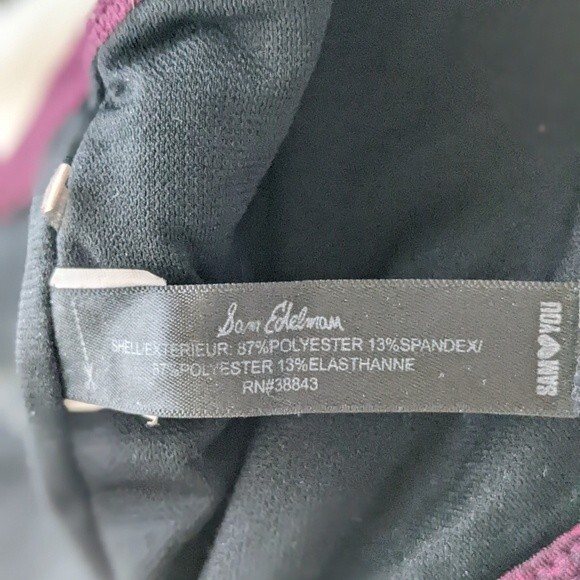 Sam Edelman
SHELL/EXTERIEUR: 87%POLYESTER 13%SPANDEX/
87%POLYESTER 13%ELASTHANNE
RN#38843
SAM♥YOU